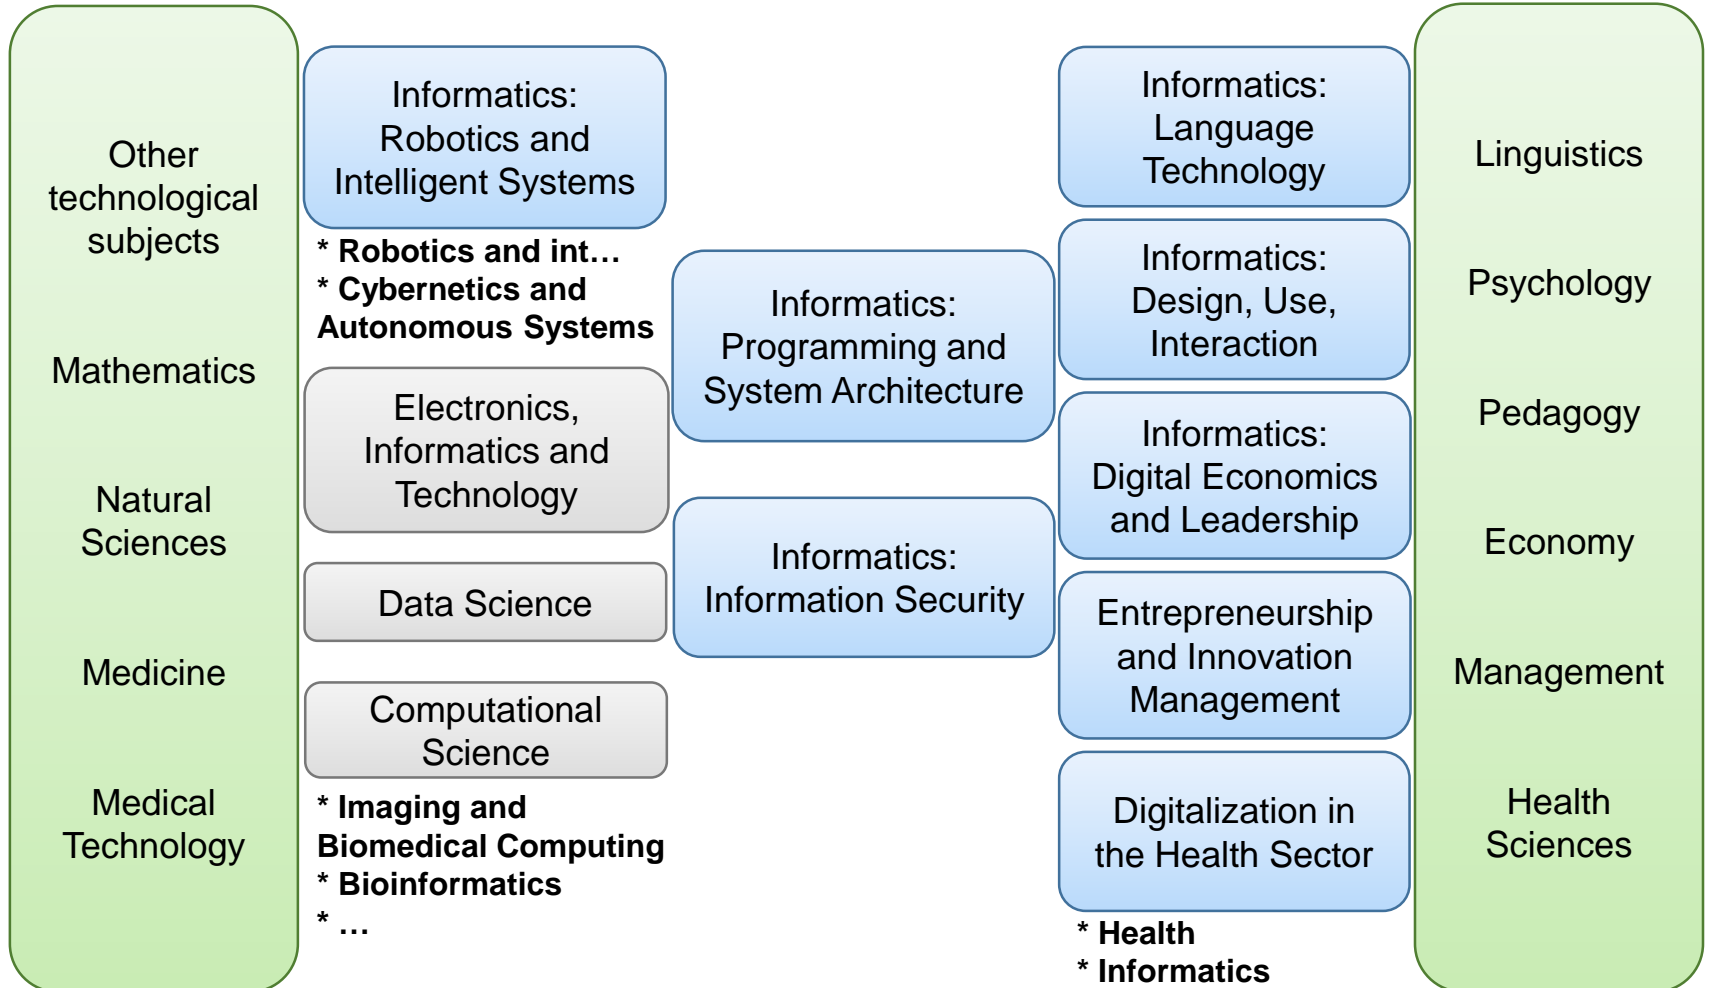 Other
technological
subjects
Mathematics
Natural
Sciences
Medicine
Medical
Technology
Informatics:
Robotics and
Intelligent Systems
* Robotics and int…
* Cybernetics and
Autonomous Systems
Electronics,
Informatics and
Technology
Data Science
Computational
Science
* Imaging and
Biomedical Computing
* Bioinformatics
* …
Informatics:
Programming and
System Architecture
Informatics:
Information Security
Informatics:
Language
Technology
Informatics:
Design, Use,
Interaction
Informatics:
Digital Economics
and Leadership
Entrepreneurship
and Innovation
Management
Digitalization in
the Health Sector
* Health
* Informatics
Linguistics
Psychology
Pedagogy
Economy
Management
Health
Sciences